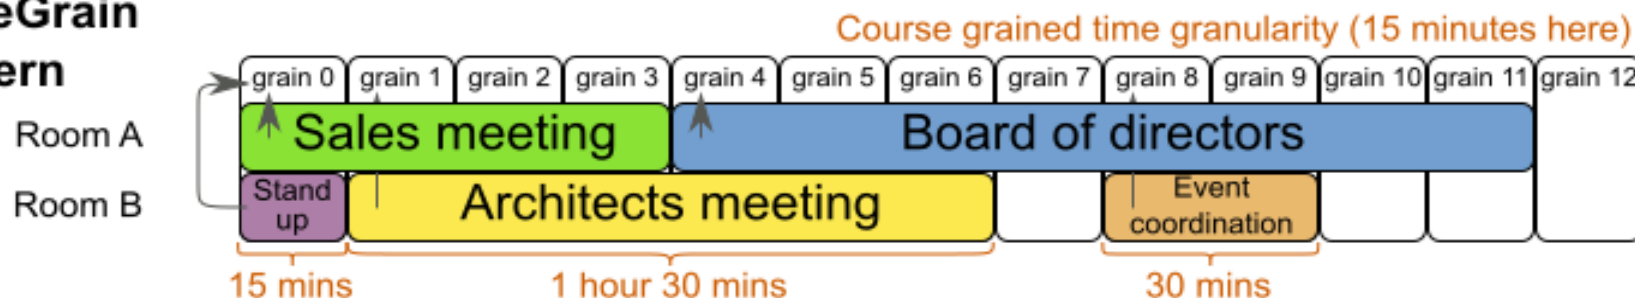 eGrain
Course grained time granularity (15 minutes here)
ern
grain 0 grain 1 grain 2 grain 3 grain 4 grain 5 grain 6 grain 7 grain 8 grain 9 grain 10 grain 11 grain 12
Room A Sales meeting Board of directors
Room B Stand up Architects meeting Event coordination
15 mins 1 hour 30 mins 30 mins